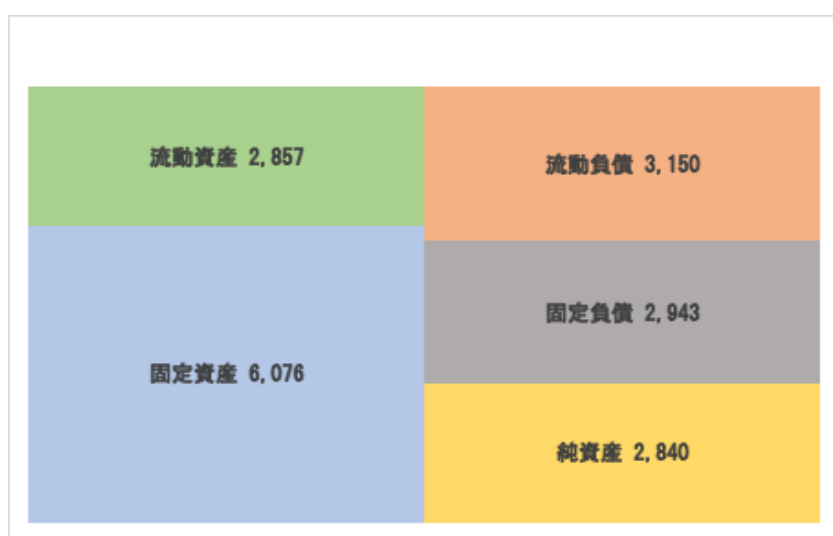 流動資産 2,857
流動負債 3,150
固定資産 6,076
固定負債 2,943
純資産 2,840